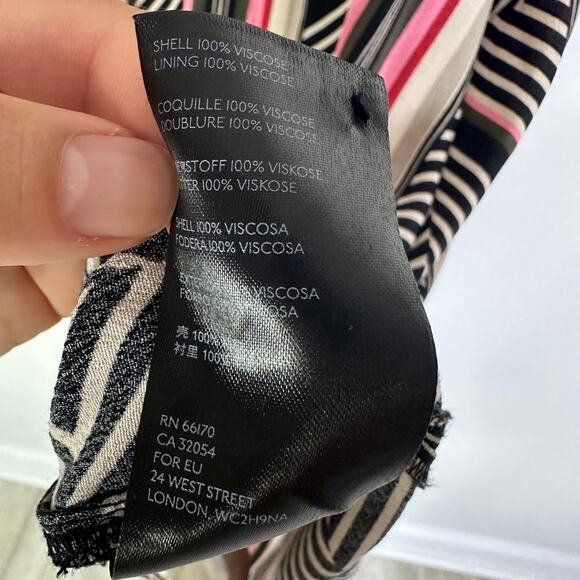 SHELL 100% VISCOSE
LINING 100% VISCOSE
COQUILLE 100% VISCOSE
DOUBLURE 100% VISCOSE
100% VISKOSE
100% VISKOSE
SHELL 100% VISCOSA
FODERA 100% VISCOSA
VISCOSA
壳 100%
衬里 100%
RN 66170
CA 32054
FOR EU
24 WEST STREET
LONDON, WC2H9NA